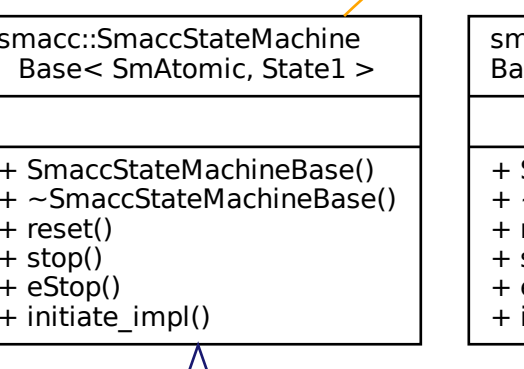 smacc::SmaccStateMachine
Base< SmAtomic, State1 >
+ SmaccStateMachineBase()
+ ~SmaccStateMachineBase()
+ reset()
+ stop()
+ eStop()
+ initiate_impl()
+
+
+
+
+
+